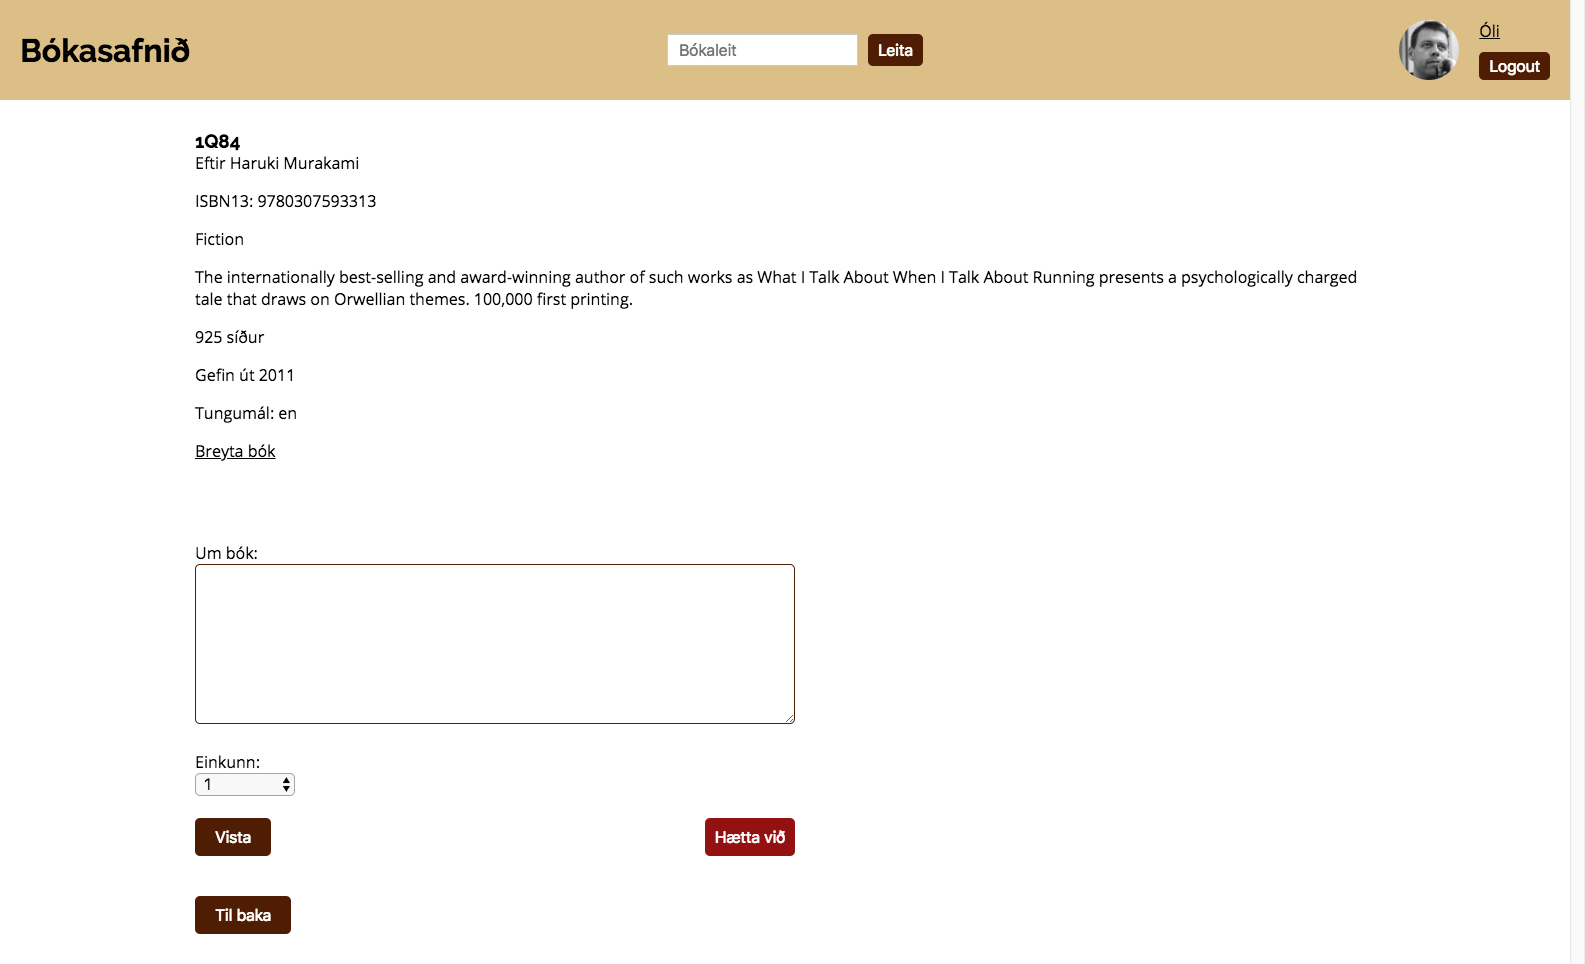 Bókasafnið
Bókaleit
Leita
Óli
Logout
1Q84
Eftir Haruki Murakami
ISBN13: 9780307593313
Fiction
The internationally best-selling and award-winning author of such works as What I Talk About When I Talk About Running presents a psychologically charged
tale that draws on Orwellian themes. 100,000 first printing.
925 síður
Gefin út 2011
Tungumál: en
Breyta bók
Um bók:
Einkunn:
1
Vista
Hætta við
Til baka